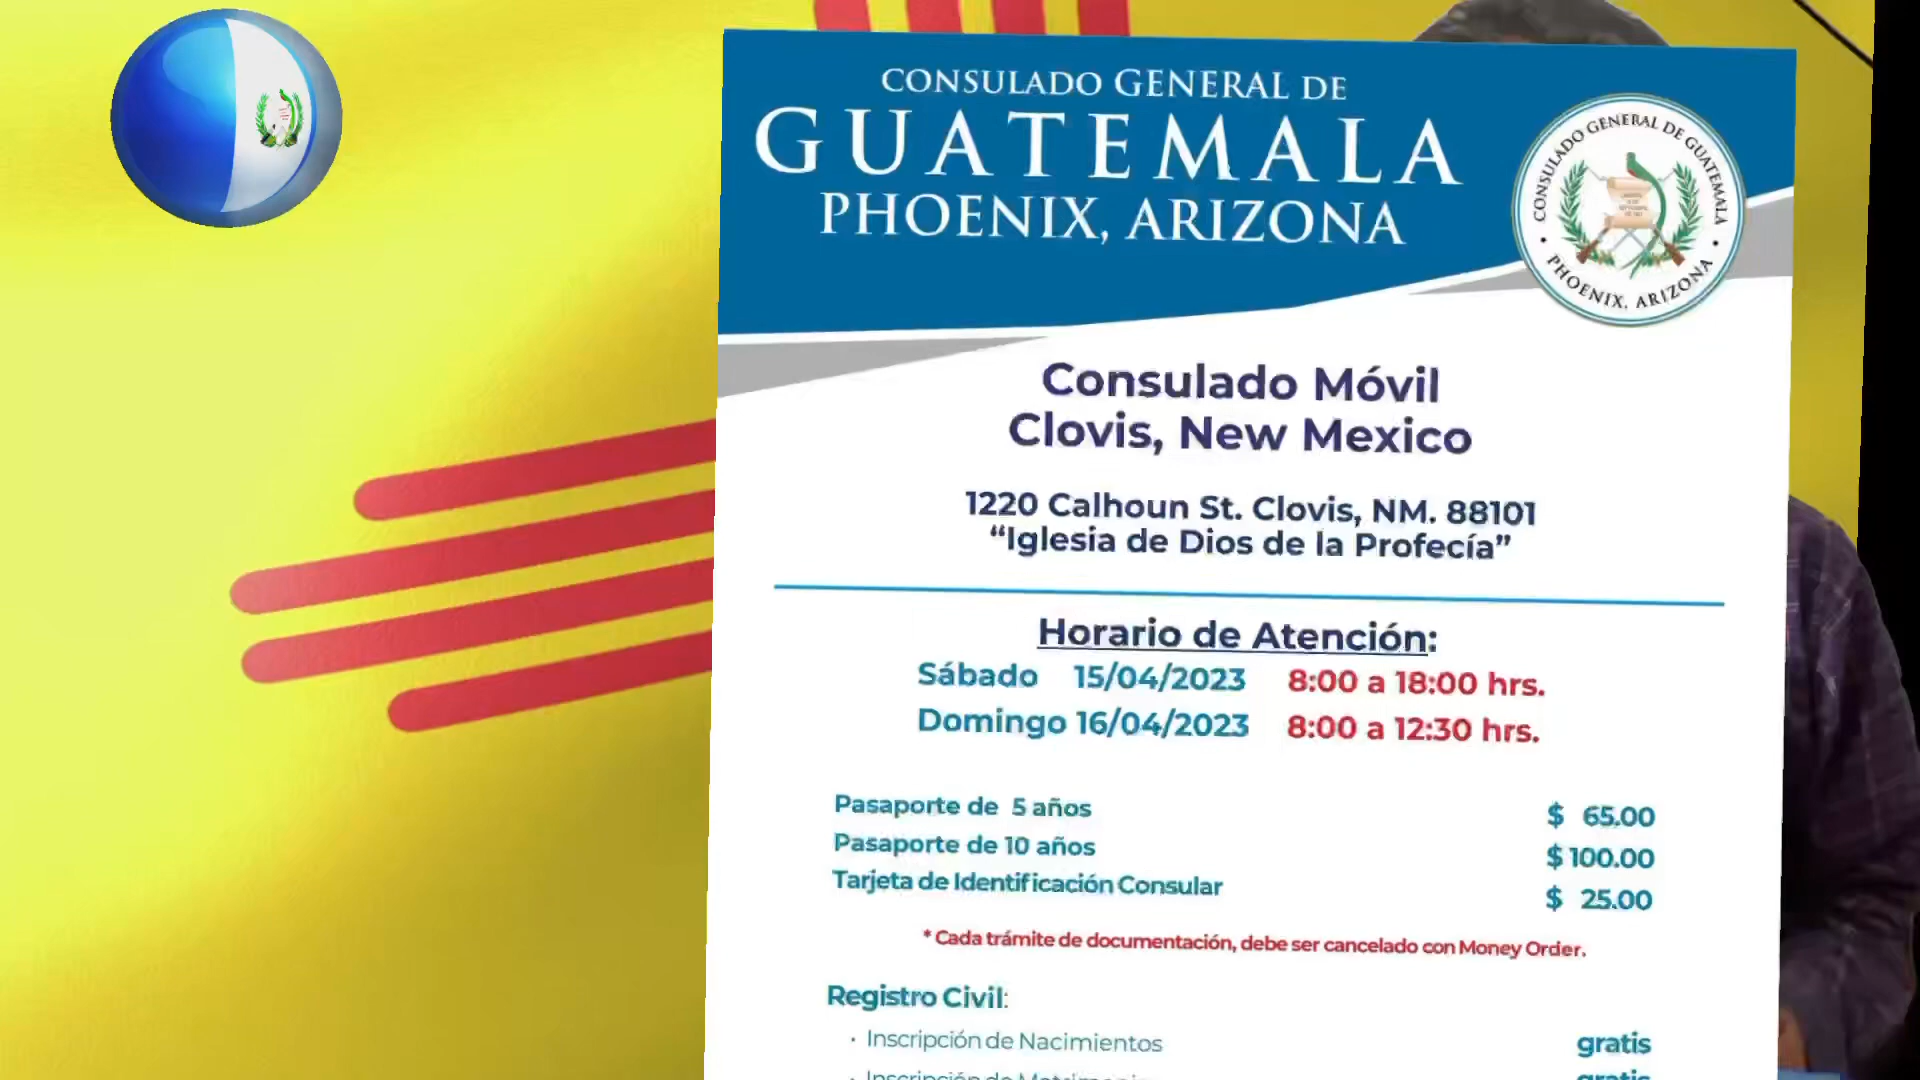 CONSULADO GENERAL DE
GUATEMALA
PHOENIX, ARIZONA
CONSULADO GENERAL DE GUATEMALA
PHOENIX, ARIZONA
Consulado Móvil
Clovis, New Mexico
1220 Calhoun St. Clovis, NM. 88101
“Iglesia de Dios de la Profecía”
Horario de Atención:
Sábado 15/04/2023 8:00 a 18:00 hrs.
Domingo 16/04/2023 8:00 a 12:30 hrs.
Pasaporte de 5 años $ 65.00
Pasaporte de 10 años $ 100.00
Tarjeta de Identificación Consular $ 25.00
* Cada trámite de documentación, debe ser cancelado con Money Order.
Registro Civil:
· Inscripción de Nacimientos gratis